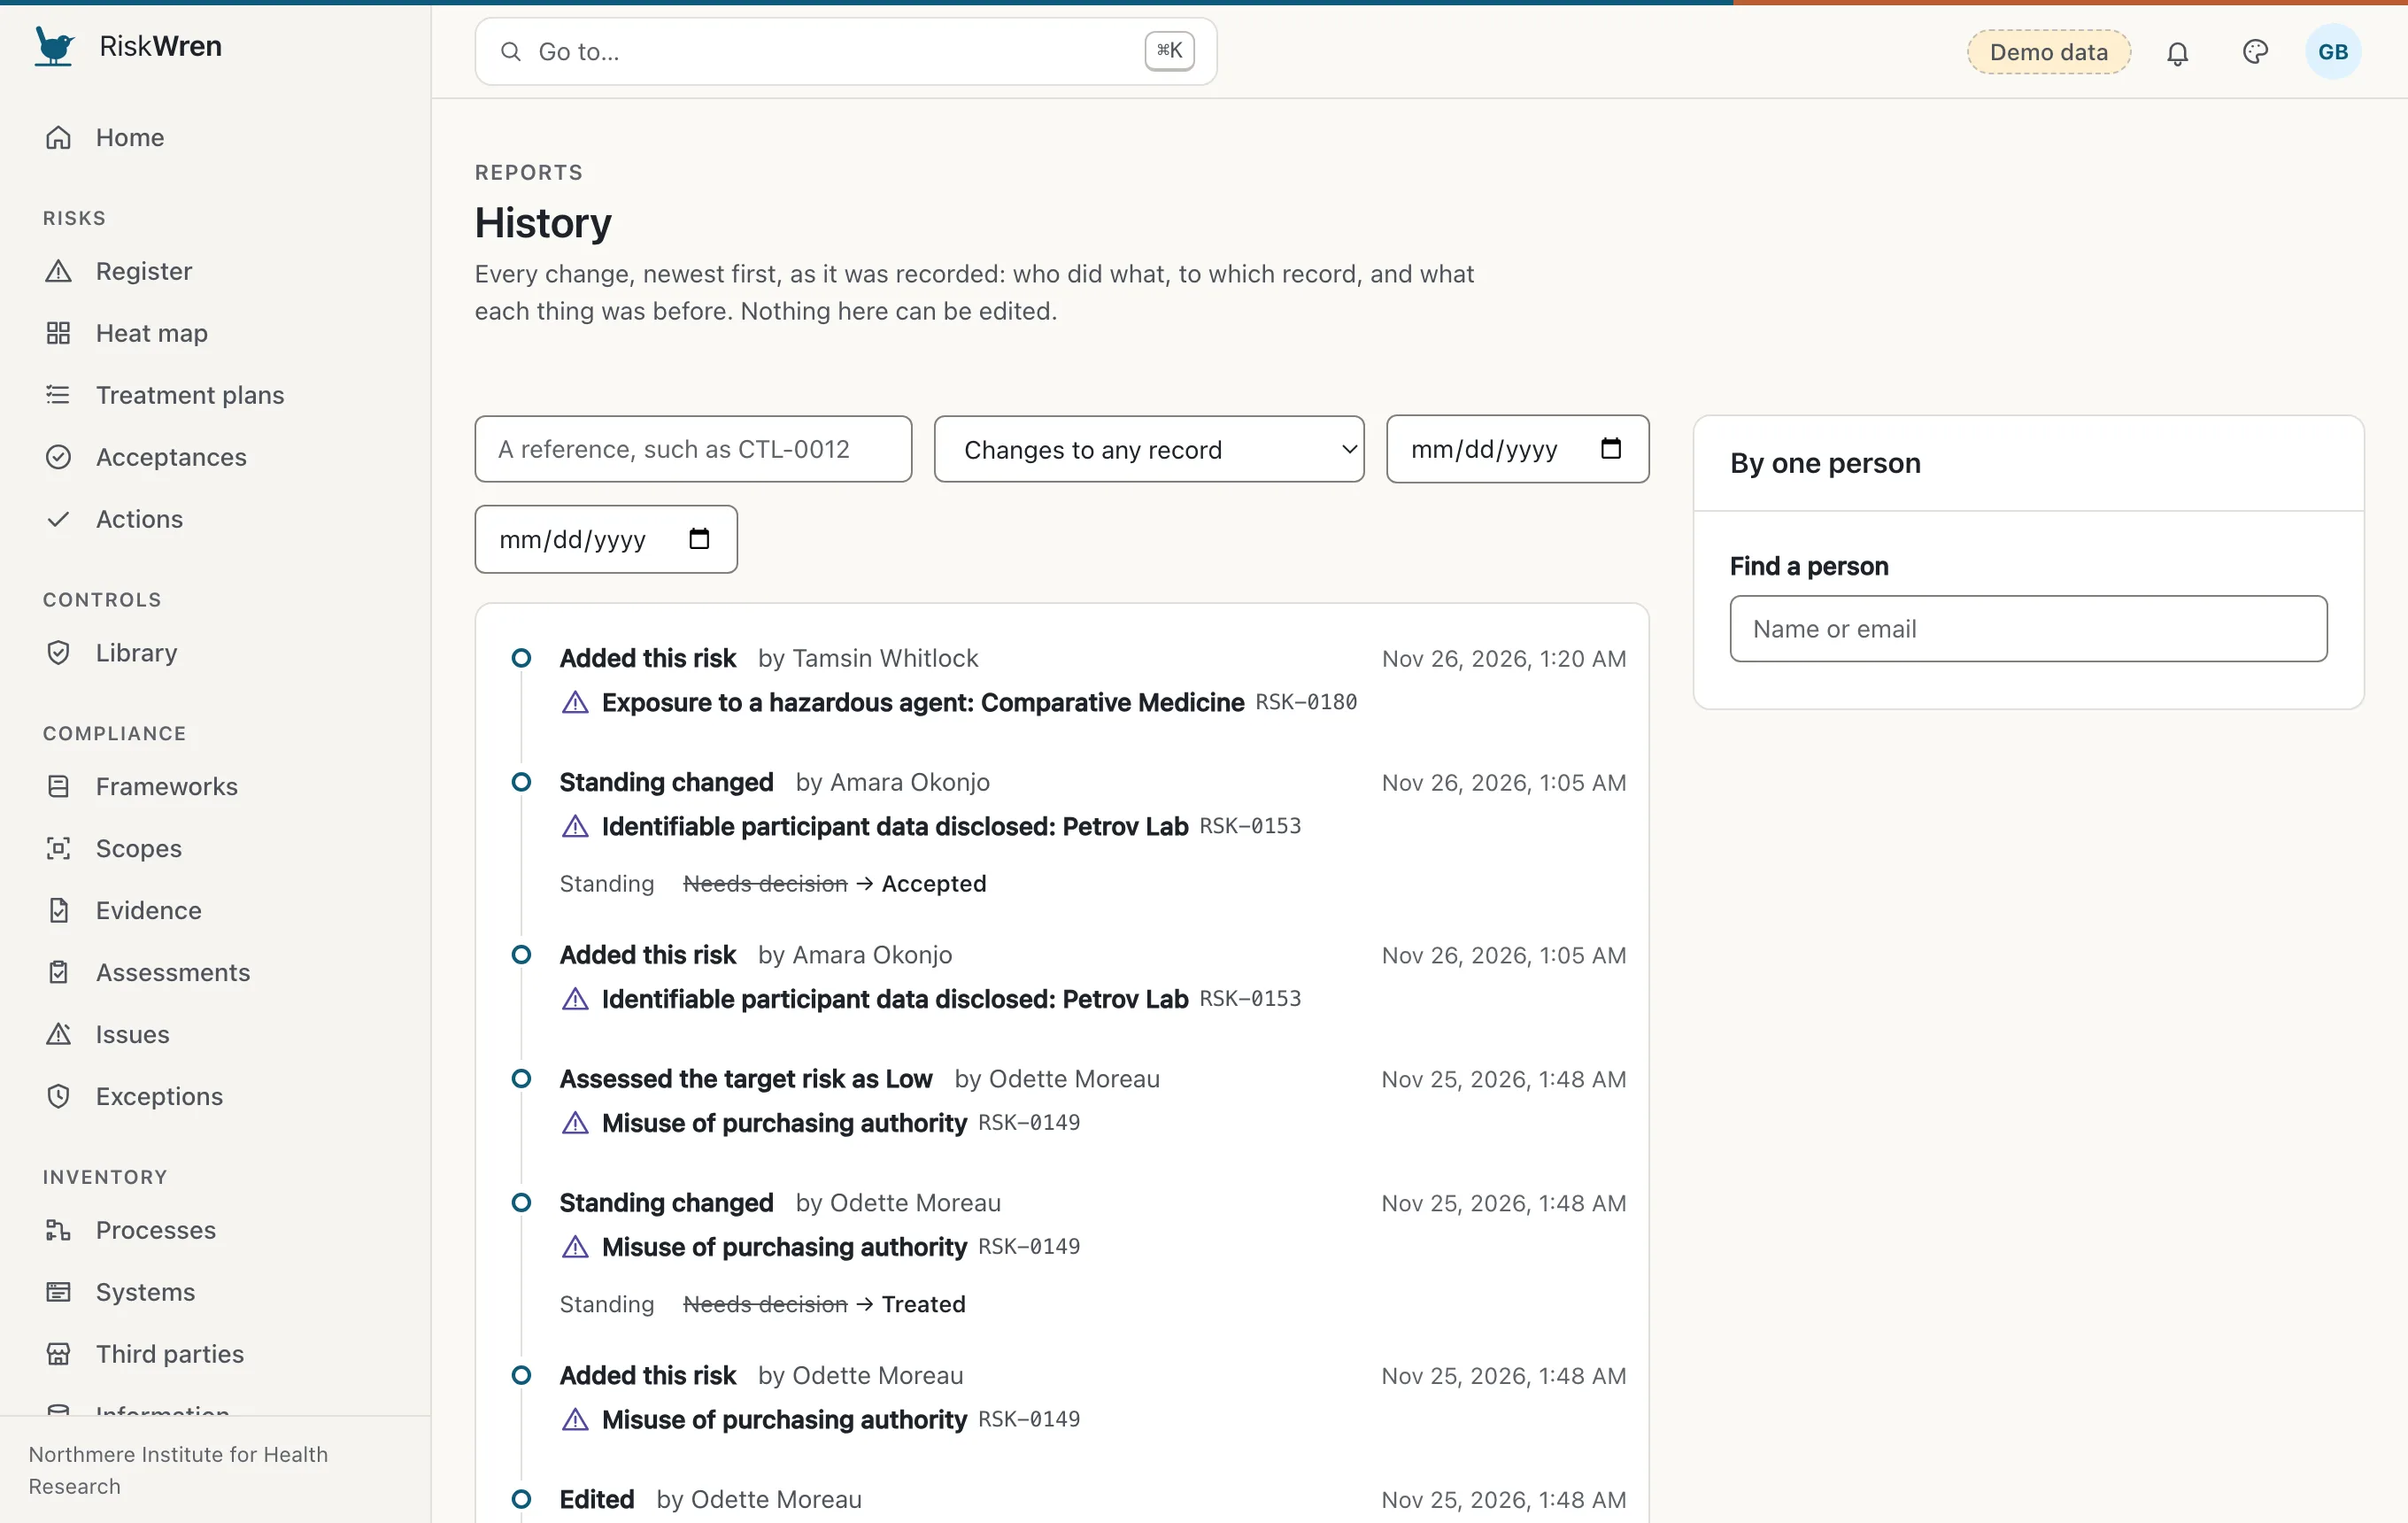 RiskWren
Go to...
⌘K
Demo data
GB
Home
RISKS
Register
Heat map
Treatment plans
Acceptances
Actions
CONTROLS
Library
COMPLIANCE
Frameworks
Scopes
Evidence
Assessments
Issues
Exceptions
INVENTORY
Processes
Systems
Third parties
Information
Northmere Institute for Health
Research
REPORTS
History
Every change, newest first, as it was recorded: who did what, to which record, and what
each thing was before. Nothing here can be edited.
A reference, such as CTL-0012
Changes to any record
mm/dd/yyyy
mm/dd/yyyy
Added this risk by Tamsin Whitlock Nov 26, 2026, 1:20 AM
Exposure to a hazardous agent: Comparative Medicine RSK-0180
Standing changed by Amara Okonjo Nov 26, 2026, 1:05 AM
Identifiable participant data disclosed: Petrov Lab RSK-0153
Standing Needs decision → Accepted
Added this risk by Amara Okonjo Nov 26, 2026, 1:05 AM
Identifiable participant data disclosed: Petrov Lab RSK-0153
Assessed the target risk as Low by Odette Moreau Nov 25, 2026, 1:48 AM
Misuse of purchasing authority RSK-0149
Standing changed by Odette Moreau Nov 25, 2026, 1:48 AM
Misuse of purchasing authority RSK-0149
Standing Needs decision → Treated
Added this risk by Odette Moreau Nov 25, 2026, 1:48 AM
Misuse of purchasing authority RSK-0149
Edited by Odette Moreau Nov 25, 2026, 1:48 AM
By one person
Find a person
Name or email